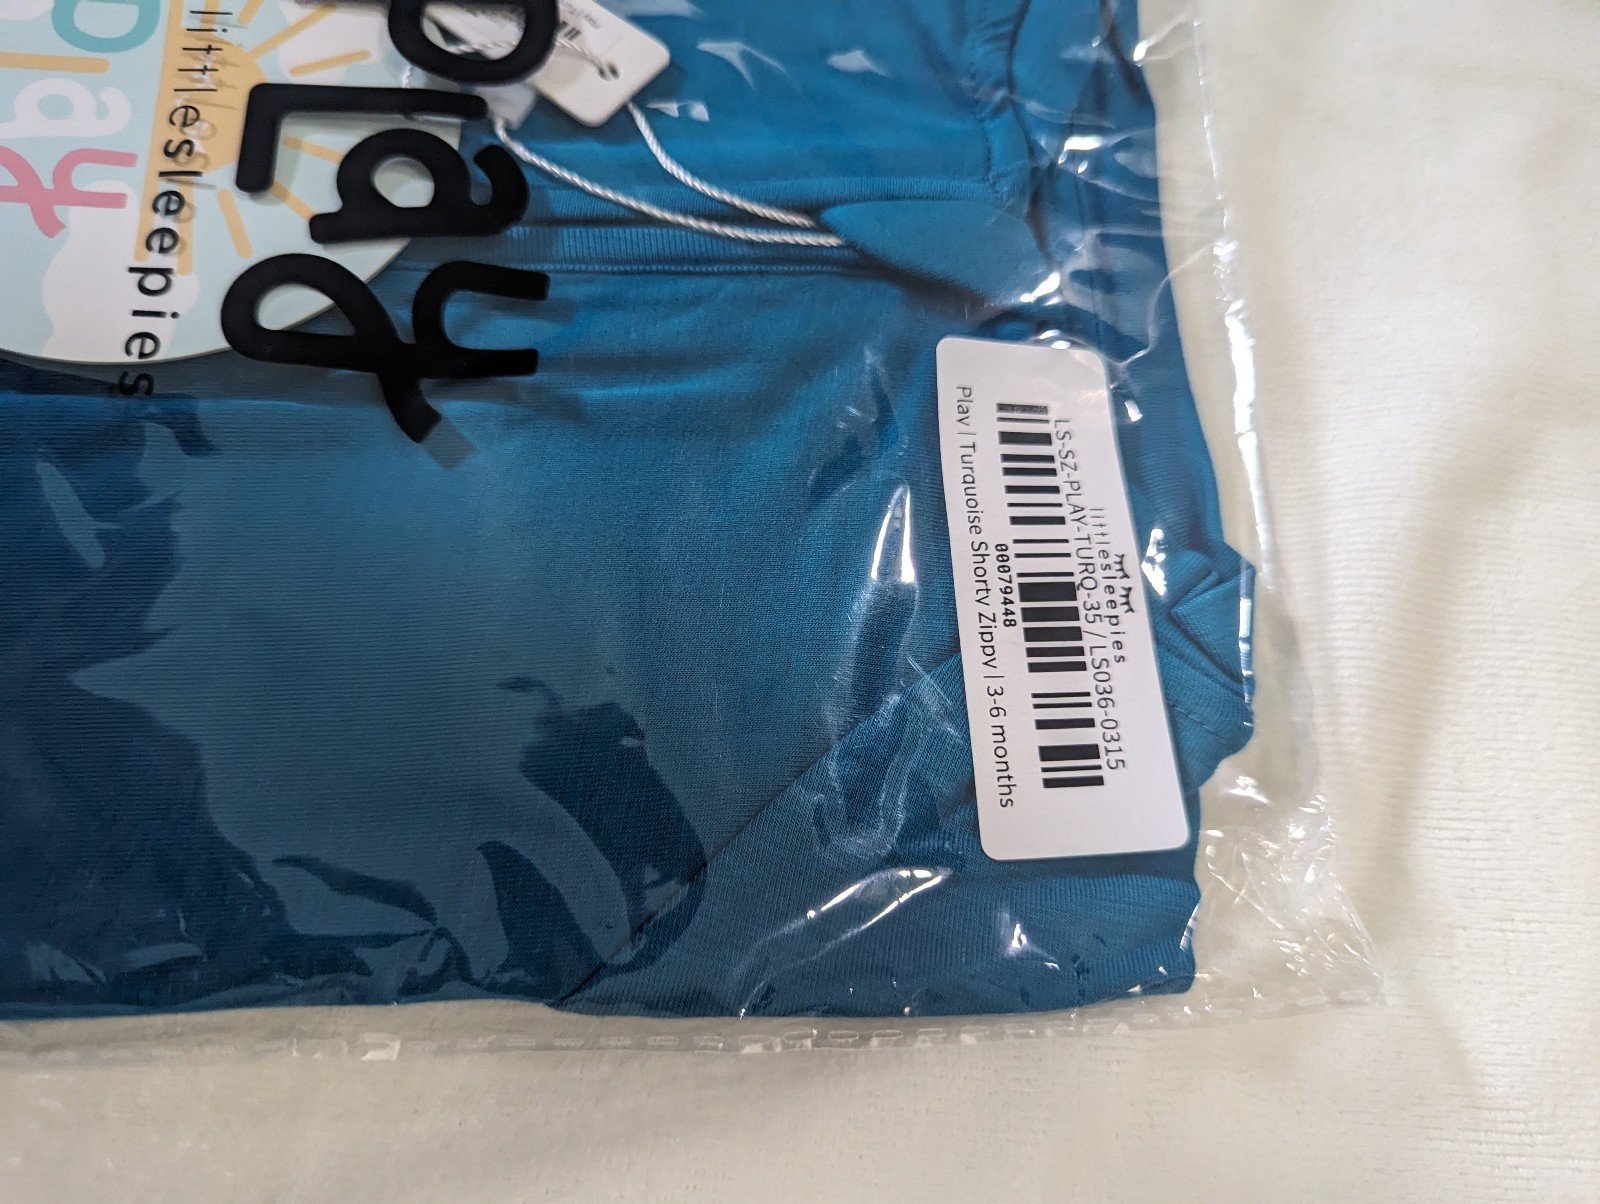 play
littlesleepies
play
littlesleepies
LS-SZ-PLAY-TURQ-35 / LS036-0315
00079448
Play | Turquoise Shorty Zippy | 3-6 months